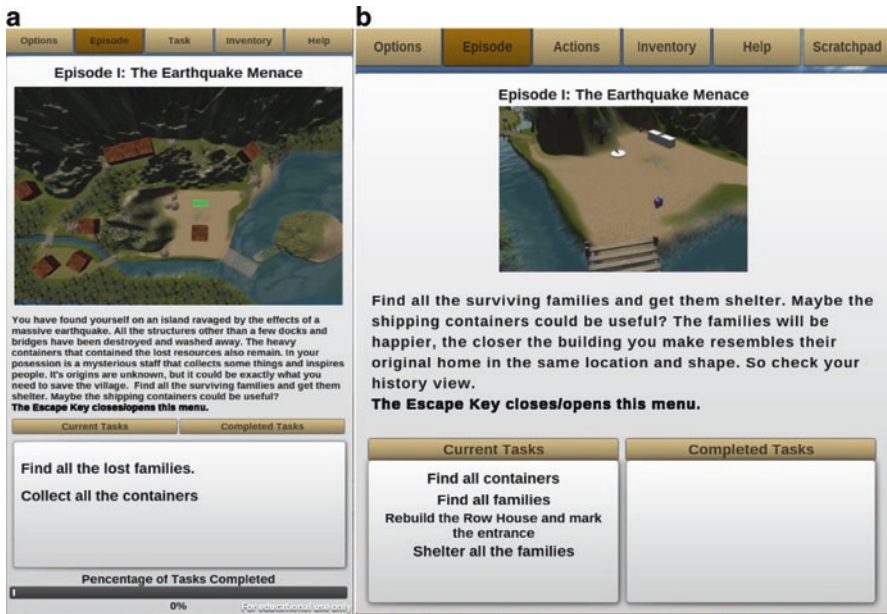 a
Options Episode Task Inventory Help
Episode I: The Earthquake Menace
You have found yourself on an island ravaged by the effects of a
massive earthquake. All the structures other than a few docks and
bridges have been destroyed and washed away. The heavy
containers that contained the lost resources also remain. In your
posession is a mysterious staff that collects some things and inspires
people. It's origins are unknown, but it could be exactly what you
need to save the village. Find all the surviving families and get them
shelter. Maybe the shipping containers could be useful?
The Escape Key closes/opens this menu.
Current Tasks Completed Tasks
Find all the lost families.
Collect all the containers
Pencentage of Tasks Completed
0%
For educational use only
b
Options Episode Actions Inventory Help Scratchpad
Episode I: The Earthquake Menace
Find all the surviving families and get them shelter. Maybe the
shipping containers could be useful? The families will be
happier, the closer the building you make resembles their
original home in the same location and shape. So check your
history view.
The Escape Key closes/opens this menu.
Current Tasks Completed Tasks
Find all containers
Find all families
Rebuild the Row House and mark
the entrance
Shelter all the families